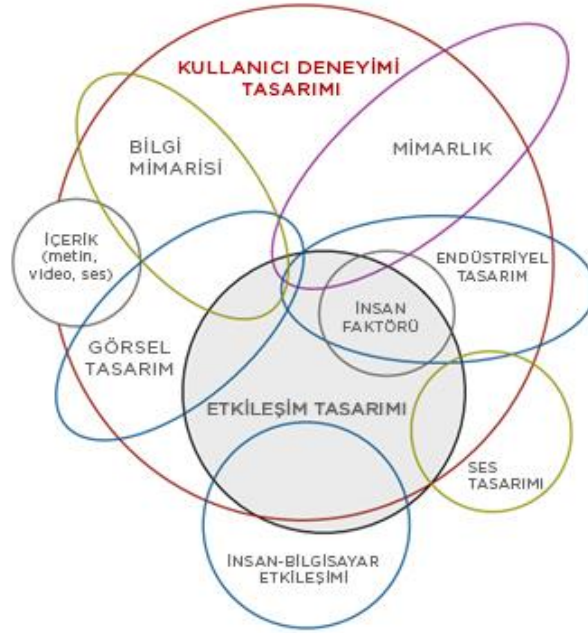 KULLANICI DENEYİMİ
TASARIMI
BİLGİ
MİMARİSİ
MİMARLIK
İÇERİK
(metin,
video, ses)
ENDÜSTRİYEL
TASARIM
İNSAN
FAKTÖRÜ
GÖRSEL
TASARIM
ETKİLEŞİM TASARIMI
SES
TASARIMI
İNSAN-BİLGİSAYAR
ETKİLEŞİMİ